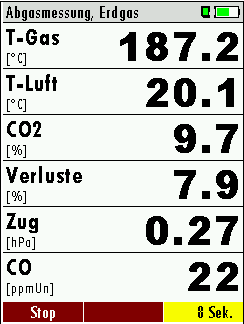 Abgasmessung, Erdgas
T-Gas 187.2
[°C]
T-Luft 20.1
[°C]
CO2 9.7
[%]
Verluste 7.9
[%]
Zug 0.27
[hPa]
CO 22
[ppmUn]
Stop 8 Sek.